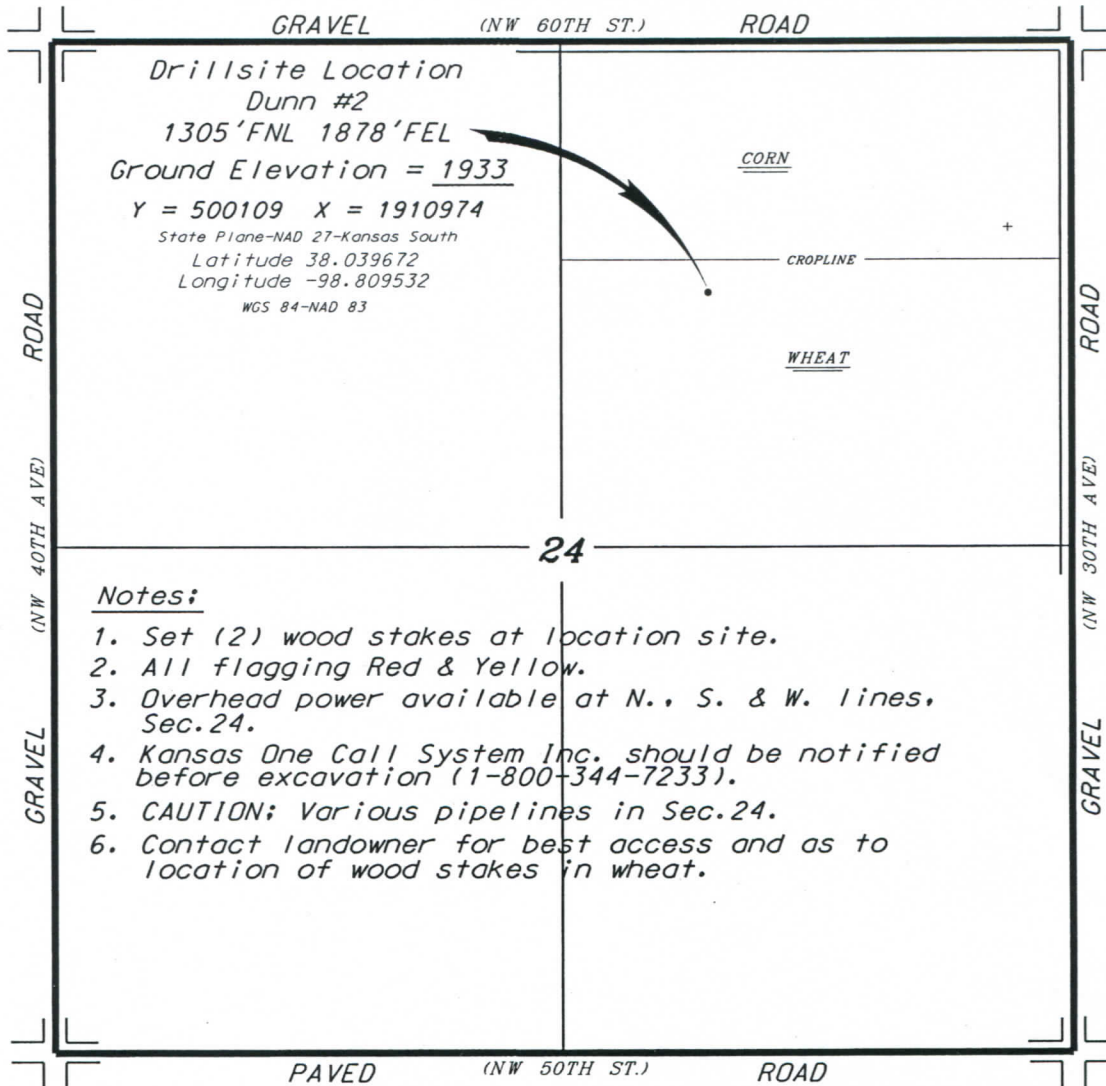 GRAVEL (NW 60TH ST.) ROAD
Drillsite Location
Dunn #2
1305'FNL 1878'FEL
Ground Elevation = 1933
Y = 500109 X = 1910974
State Plane-NAD 27-Kansas South
Latitude 38.039672
Longitude -98.809532
WGS 84-NAD 83
CORN
CROPLINE
WHEAT
GRAVEL (NW 40TH AVE) ROAD
GRAVEL (NW 30TH AVE) ROAD
24
Notes:
1. Set (2) wood stakes at location site.
2. All flagging Red & Yellow.
3. Overhead power available at N., S. & W. lines,
Sec.24.
4. Kansas One Call System Inc. should be notified
before excavation (1-800-344-7233).
5. CAUTION: Various pipelines in Sec.24.
6. Contact landowner for best access and as to
location of wood stakes in wheat.
PAVED (NW 50TH ST.) ROAD